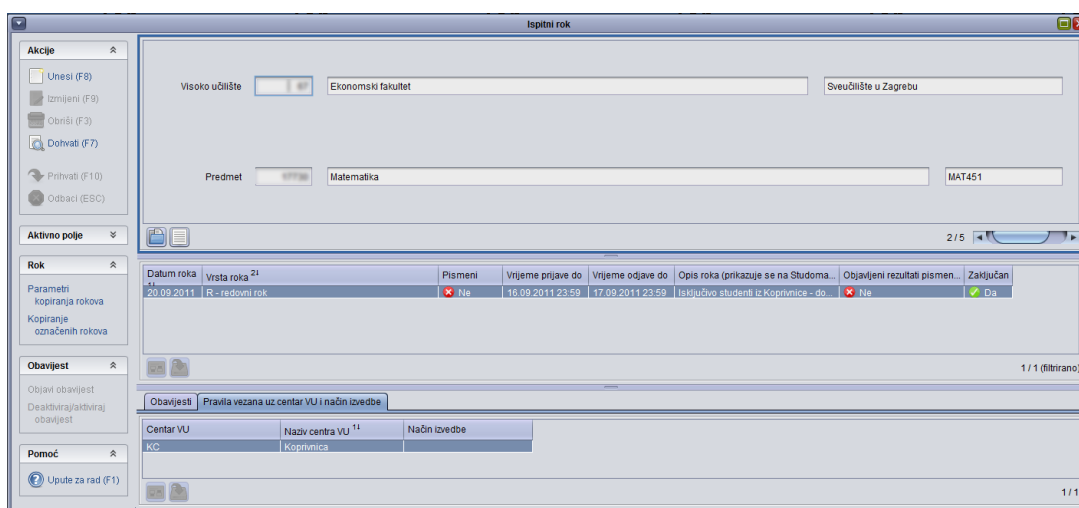 Ispitni rok
Akcije
Unesi (F8)
Izmijeni (F9)
Obriši (F3)
Dohvati (F7)
Prihvati (F10)
Odbaci (ESC)
Aktivno polje
Rok
Parametri
kopiranja rokova
Kopiranje
označenih rokova
Obavijest
Objavi obavijest
Deaktiviraj/aktiviraj
obavijest
Pomoć
Upute za rad (F1)
Visoko učilište Ekonomski fakultet Sveučilište u Zagrebu
Predmet Matematika MAT451
2/5
Datum roka Vrsta roka 2↓ Pismeni Vrijeme prijave do Vrijeme odjave do Opis roka (prikazuje se na Studoma... Objavljeni rezultati pismen... Zaključan
20.09.2011 R - redovni rok Ne 16.09.2011 23:59 17.09.2011 23:59 Isključivo studenti iz Koprivnice - do... Ne Da
1 / 1 (filtrirano)
Obavijesti Pravila vezana uz centar VU i način izvedbe
Centar VU Naziv centra VU 1↓ Način izvedbe
KC Koprivnica
1 / 1